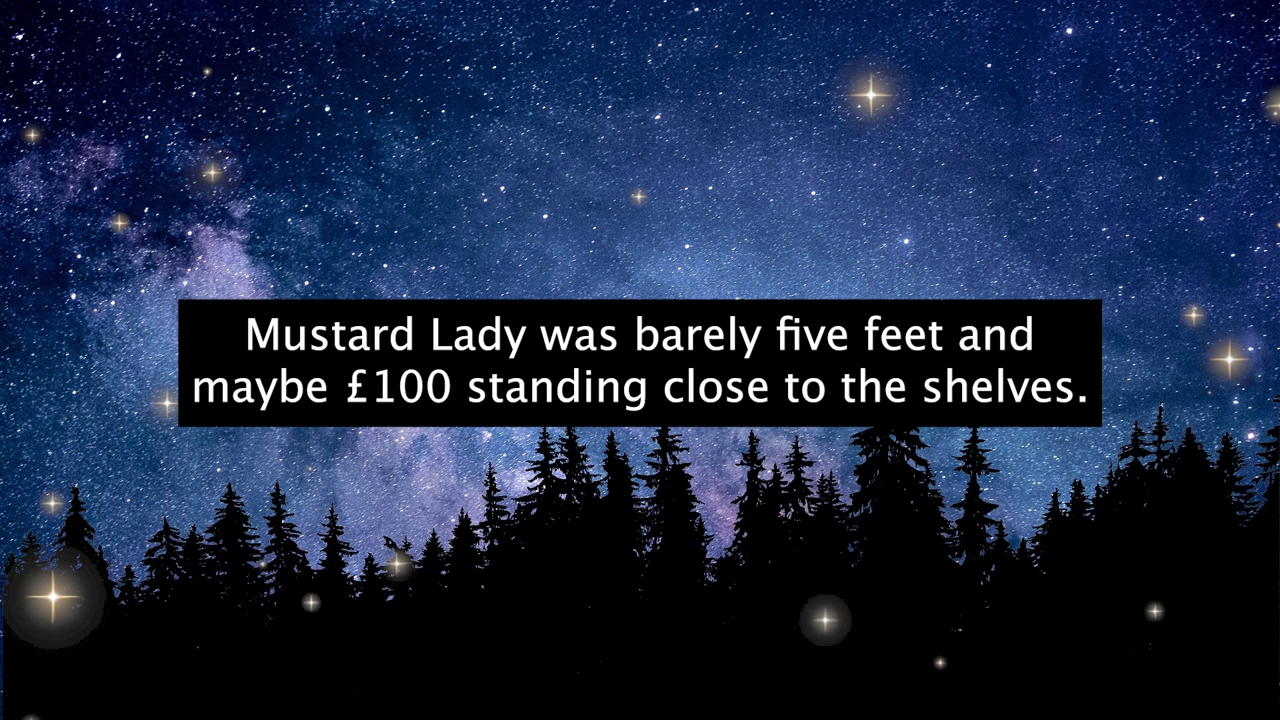 Mustard Lady was barely five feet and
maybe £100 standing close to the shelves.